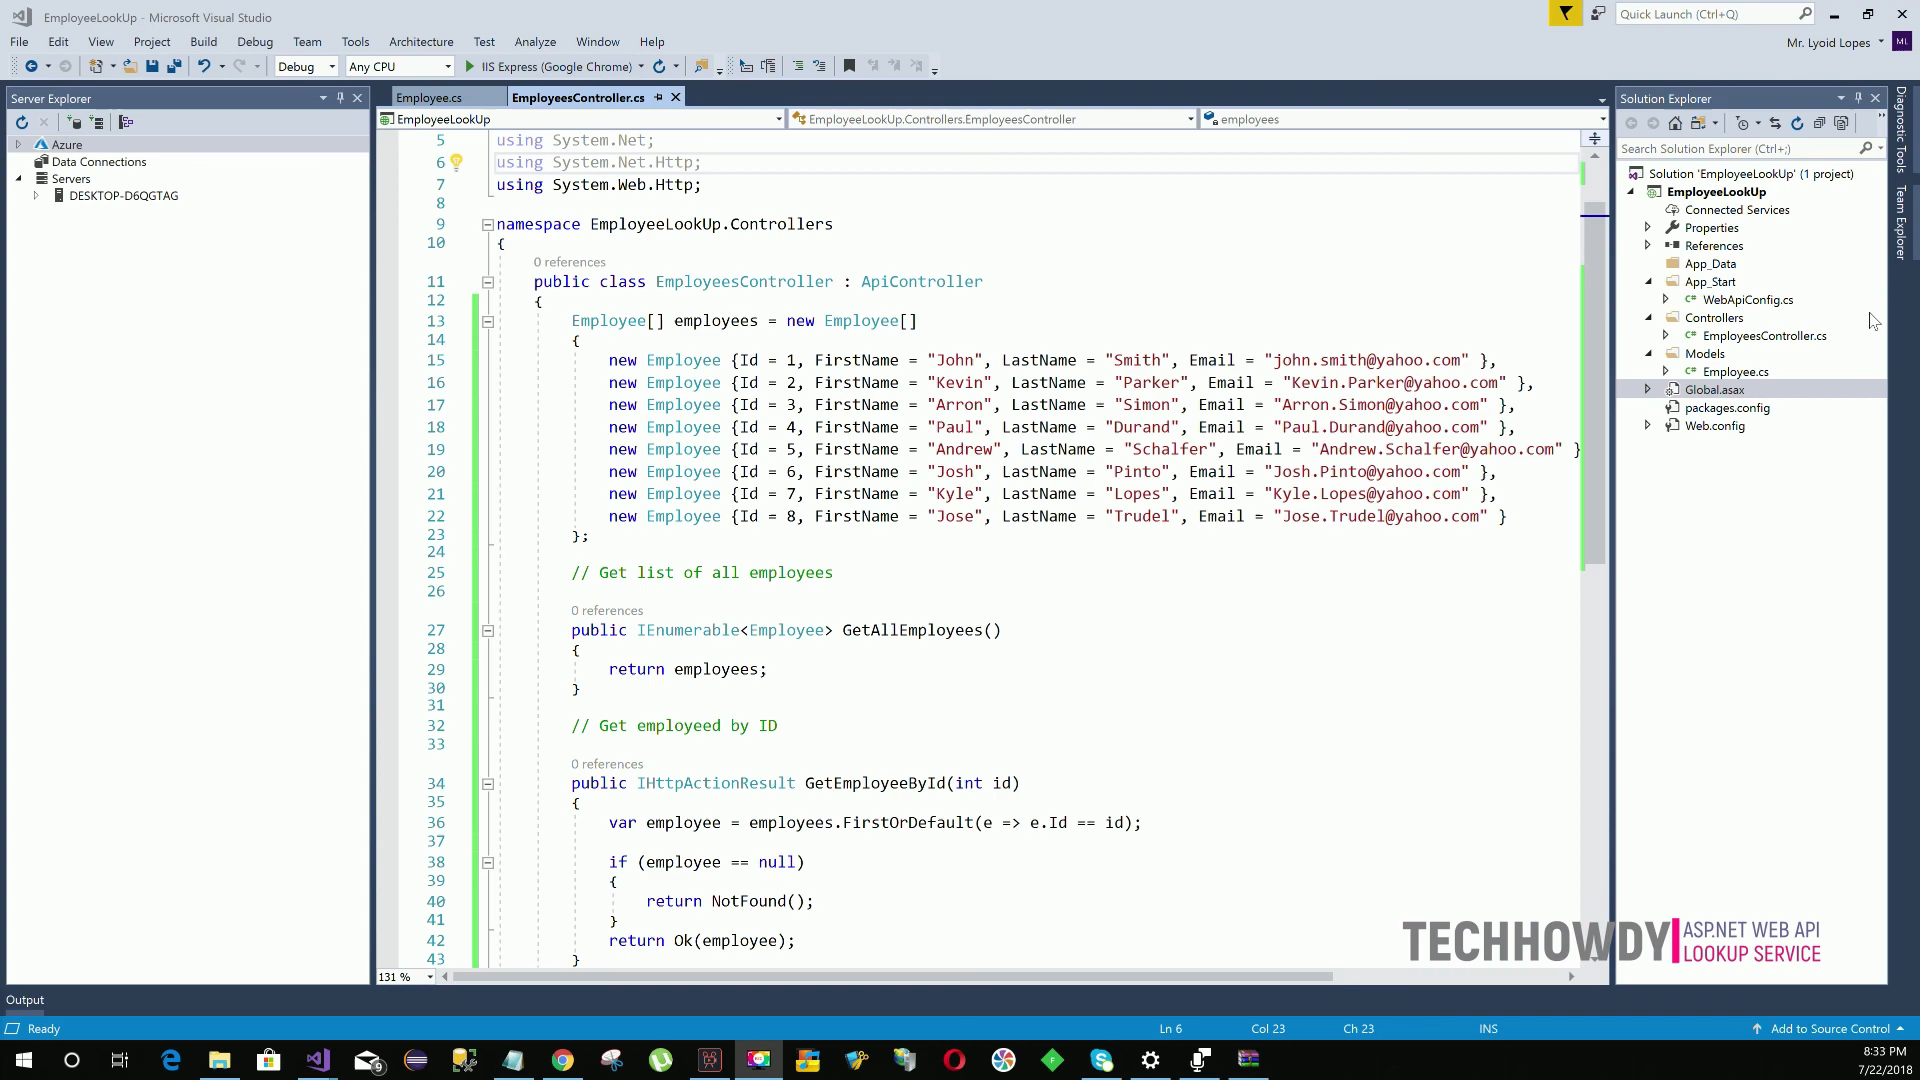 EmployeeLookUp - Microsoft Visual Studio
Quick Launch (Ctrl+Q)
File Edit View Project Build Debug Team Tools Architecture Test Analyze Window Help
Mr. Lyoid Lopes ML
Debug Any CPU IIS Express (Google Chrome)
Server Explorer
Azure
Data Connections
Servers
DESKTOP-D6QGTAG
Employee.cs EmployeesController.cs
EmployeeLookUp EmployeeLookUp.Controllers.EmployeesController employees
5 using System.Net;
6 using System.Net.Http;
7 using System.Web.Http;
8
9 namespace EmployeeLookUp.Controllers
10 {
0 references
11 public class EmployeesController : ApiController
12 {
13 Employee[] employees = new Employee[]
14 {
15 new Employee {Id = 1, FirstName = "John", LastName = "Smith", Email = "john.smith@yahoo.com" },
16 new Employee {Id = 2, FirstName = "Kevin", LastName = "Parker", Email = "Kevin.Parker@yahoo.com" },
17 new Employee {Id = 3, FirstName = "Arron", LastName = "Simon", Email = "Arron.Simon@yahoo.com" },
18 new Employee {Id = 4, FirstName = "Paul", LastName = "Durand", Email = "Paul.Durand@yahoo.com" },
19 new Employee {Id = 5, FirstName = "Andrew", LastName = "Schalfer", Email = "Andrew.Schalfer@yahoo.com" }
20 new Employee {Id = 6, FirstName = "Josh", LastName = "Pinto", Email = "Josh.Pinto@yahoo.com" },
21 new Employee {Id = 7, FirstName = "Kyle", LastName = "Lopes", Email = "Kyle.Lopes@yahoo.com" },
22 new Employee {Id = 8, FirstName = "Jose", LastName = "Trudel", Email = "Jose.Trudel@yahoo.com" }
23 };
24
25 // Get list of all employees
26
0 references
27 public IEnumerable<Employee> GetAllEmployees()
28 {
29 return employees;
30 }
31
32 // Get employeed by ID
33
0 references
34 public IHttpActionResult GetEmployeeById(int id)
35 {
36 var employee = employees.FirstOrDefault(e => e.Id == id);
37
38 if (employee == null)
39 {
40 return NotFound();
41 }
42 return Ok(employee);
43 }
131 %
Solution Explorer
Search Solution Explorer (Ctrl+;)
Solution 'EmployeeLookUp' (1 project)
EmployeeLookUp
Connected Services
Properties
References
App_Data
App_Start
C# WebApiConfig.cs
Controllers
C# EmployeesController.cs
Models
C# Employee.cs
Global.asax
packages.config
Web.config
Diagnostic Tools
Team Explorer
TECHHOWDY
ASP.NET WEB API
LOOKUP SERVICE
Output
Ready Ln 6 Col 23 Ch 23 INS Add to Source Control
9
8:33 PM
7/22/2018